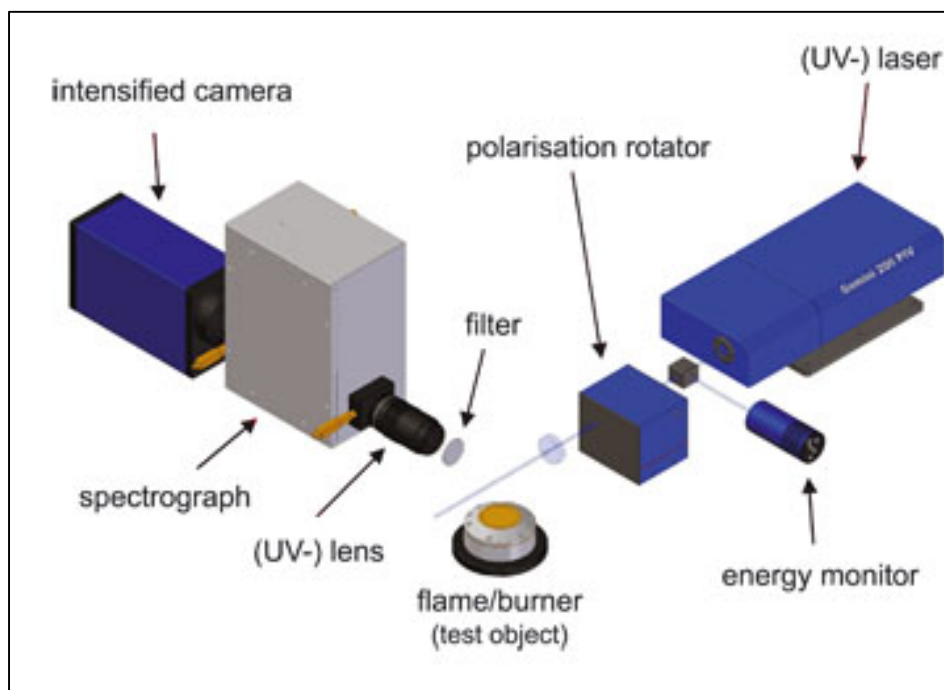 (UV-) laser
intensified camera
polarisation rotator
filter
spectrograph
(UV-) lens
flame/burner
(test object)
energy monitor